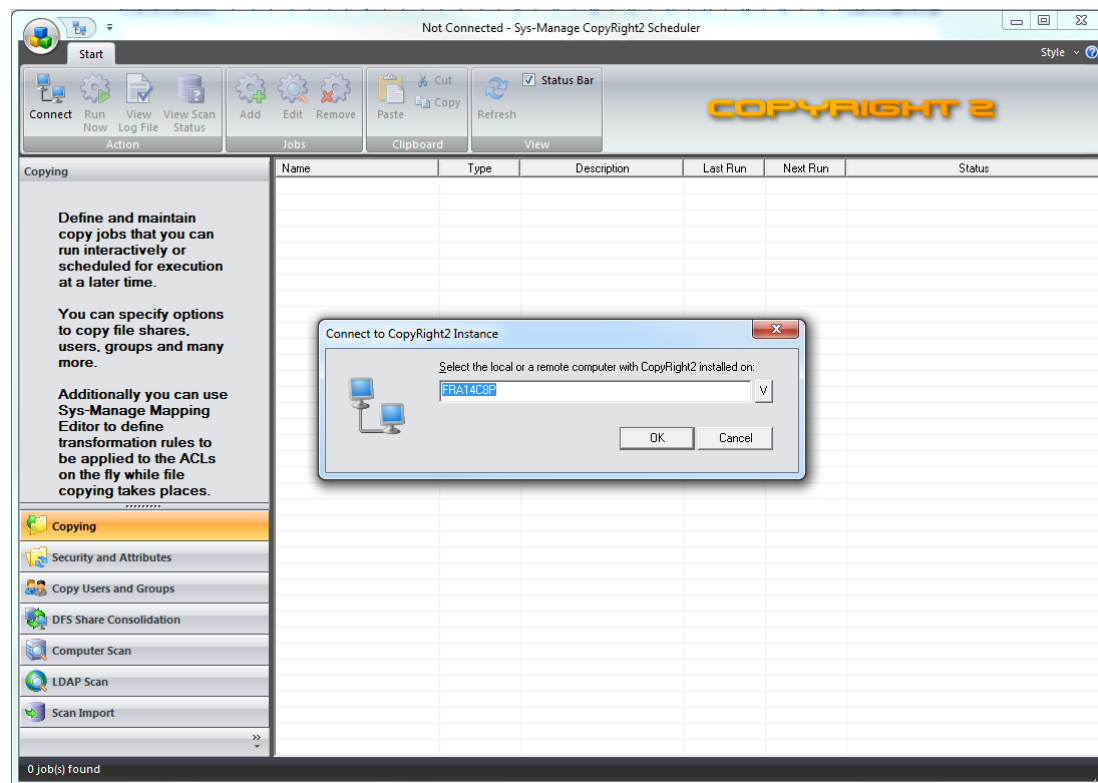 Not Connected - Sys-Manage CopyRight2 Scheduler
Start
Style
Connect
Run Now
View Log File
View Scan Status
Action
Add
Edit
Remove
Jobs
Paste
Cut
Copy
Clipboard
Refresh
Status Bar
View
COPYRIGHT 2
Copying
Define and maintain
copy jobs that you can
run interactively or
scheduled for execution
at a later time.
You can specify options
to copy file shares,
users, groups and many
more.
Additionally you can use
Sys-Manage Mapping
Editor to define
transformation rules to
be applied to the ACLs
on the fly while file
copying takes places.
Name Type Description Last Run Next Run Status
Connect to CopyRight2 Instance
Select the local or a remote computer with CopyRight2 installed on:
FRA14C8P
V
OK
Cancel
Copying
Security and Attributes
Copy Users and Groups
DFS Share Consolidation
Computer Scan
LDAP Scan
Scan Import
0 job(s) found